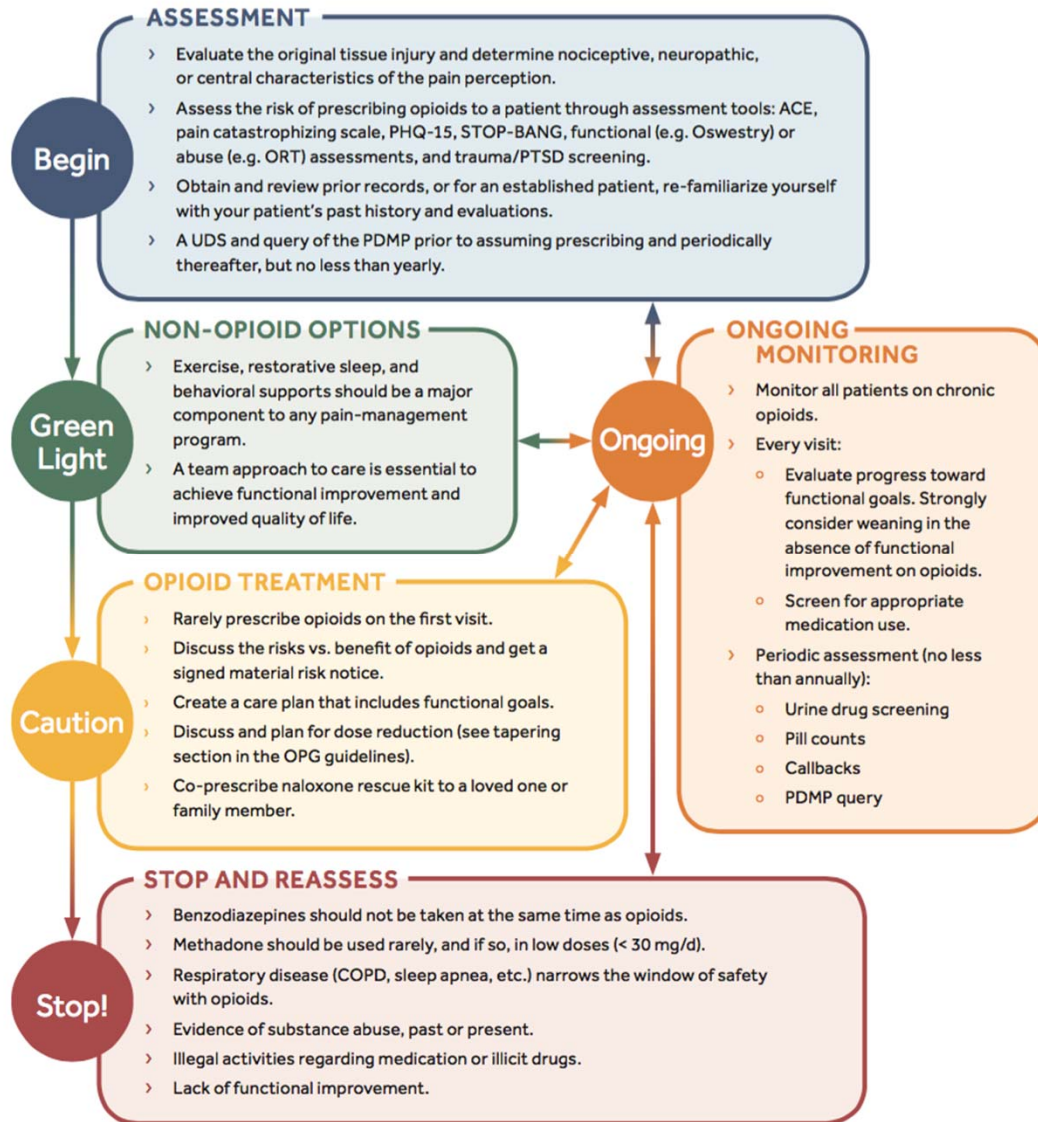 ASSESSMENT
Begin
› Evaluate the original tissue injury and determine nociceptive, neuropathic,
or central characteristics of the pain perception.
› Assess the risk of prescribing opioids to a patient through assessment tools: ACE,
pain catastrophizing scale, PHQ-15, STOP-BANG, functional (e.g. Oswestry) or
abuse (e.g. ORT) assessments, and trauma/PTSD screening.
› Obtain and review prior records, or for an established patient, re-familiarize yourself
with your patient's past history and evaluations.
› A UDS and query of the PDMP prior to assuming prescribing and periodically
thereafter, but no less than yearly.
NON-OPIOID OPTIONS
Green
Light
› Exercise, restorative sleep, and
behavioral supports should be a major
component to any pain-management
program.
› A team approach to care is essential to
achieve functional improvement and
improved quality of life.
Ongoing
ONGOING
MONITORING
› Monitor all patients on chronic
opioids.
› Every visit:
o Evaluate progress toward
functional goals. Strongly
consider weaning in the
absence of functional
improvement on opioids.
o Screen for appropriate
medication use.
› Periodic assessment (no less
than annually):
o Urine drug screening
o Pill counts
o Callbacks
o PDMP query
OPIOID TREATMENT
Caution
› Rarely prescribe opioids on the first visit.
› Discuss the risks vs. benefit of opioids and get a
signed material risk notice.
› Create a care plan that includes functional goals.
› Discuss and plan for dose reduction (see tapering
section in the OPG guidelines).
› Co-prescribe naloxone rescue kit to a loved one or
family member.
STOP AND REASSESS
Stop!
› Benzodiazepines should not be taken at the same time as opioids.
› Methadone should be used rarely, and if so, in low doses (< 30 mg/d).
› Respiratory disease (COPD, sleep apnea, etc.) narrows the window of safety
with opioids.
› Evidence of substance abuse, past or present.
› Illegal activities regarding medication or illicit drugs.
› Lack of functional improvement.